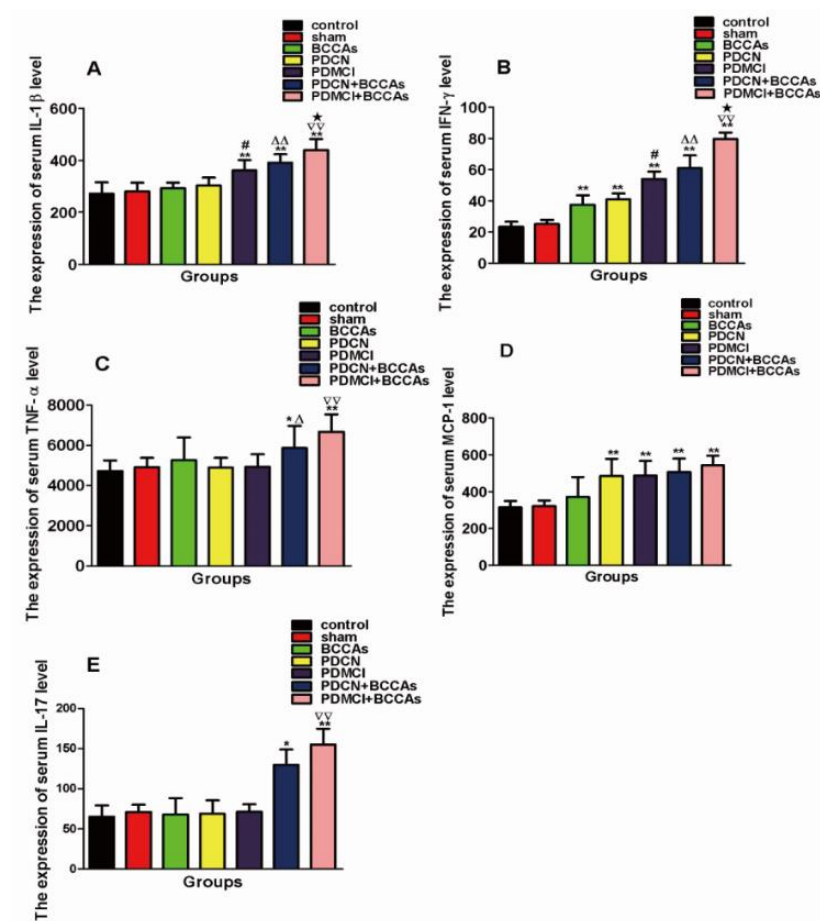 A
control
sham
BCCAs
PDCN
PDMCI
PDCN+BCCAs
PDMCI+BCCAs
The expression of serum IL-1β level
600
400
200
0
#
**
ΔΔ
**
★
∇∇
**
Groups
B
control
sham
BCCAs
PDCN
PDMCI
PDCN+BCCAs
PDMCI+BCCAs
The expression of serum IFN-γ level
100
80
60
40
20
0
**
**
#
**
ΔΔ
**
★
∇∇
**
Groups
C
control
sham
BCCAs
PDCN
PDMCI
PDCN+BCCAs
PDMCI+BCCAs
The expression of serum TNF-α level
8000
6000
4000
2000
0
* Δ
∇∇
**
Groups
D
control
sham
BCCAs
PDCN
PDMCI
PDCN+BCCAs
PDMCI+BCCAs
The expression of serum MCP-1 level
800
600
400
200
0
**
**
**
**
Groups
E
control
sham
BCCAs
PDCN
PDMCI
PDCN+BCCAs
PDMCI+BCCAs
The expression of serum IL-17 level
200
150
100
50
0
*
∇∇
**
Groups